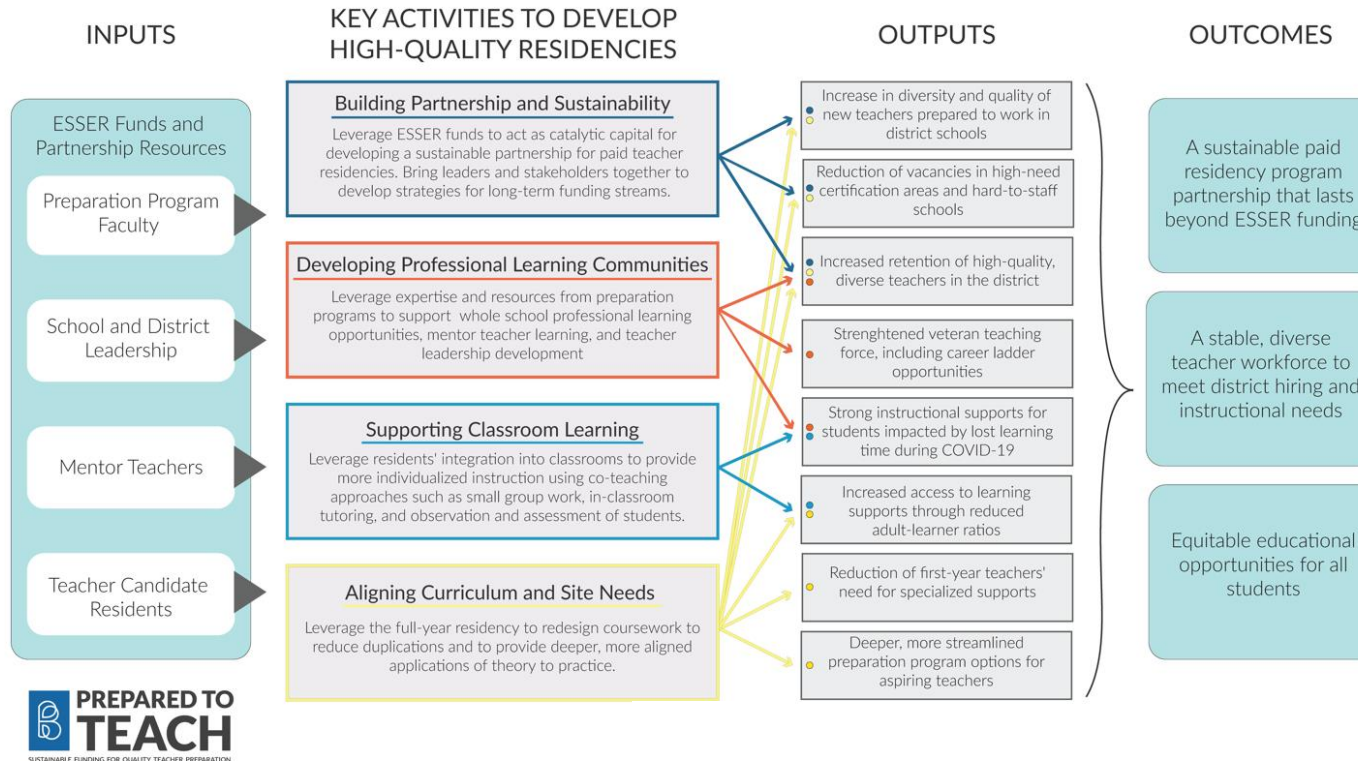 INPUTS
ESSER Funds and
Partnership Resources
Preparation Program
Faculty
School and District
Leadership
Mentor Teachers
Teacher Candidate
Residents
PREPARED TO
TEACH
SUSTAINABLE FUNDING FOR QUALITY TEACHER PREPARATION
KEY ACTIVITIES TO DEVELOP
HIGH-QUALITY RESIDENCIES
Building Partnership and Sustainability
Leverage ESSER funds to act as catalytic capital for
developing a sustainable partnership for paid teacher
residencies. Bring leaders and stakeholders together to
develop strategies for long-term funding streams.
Developing Professional Learning Communities
Leverage expertise and resources from preparation
programs to support whole school professional learning
opportunities, mentor teacher learning, and teacher
leadership development
Supporting Classroom Learning
Leverage residents' integration into classrooms to provide
more individualized instruction using co-teaching
approaches such as small group work, in-classroom
tutoring, and observation and assessment of students.
Aligning Curriculum and Site Needs
Leverage the full-year residency to redesign coursework to
reduce duplications and to provide deeper, more aligned
applications of theory to practice.
OUTPUTS
Increase in diversity and quality of
new teachers prepared to work in
district schools
Reduction of vacancies in high-need
certification areas and hard-to-staff
schools
Increased retention of high-quality,
diverse teachers in the district
Strenghtened veteran teaching
force, including career ladder
opportunities
Strong instructional supports for
students impacted by lost learning
time during COVID-19
Increased access to learning
supports through reduced
adult-learner ratios
Reduction of first-year teachers'
need for specialized supports
Deeper, more streamlined
preparation program options for
aspiring teachers
OUTCOMES
A sustainable paid
residency program
partnership that lasts
beyond ESSER funding
A stable, diverse
teacher workforce to
meet district hiring and
instructional needs
Equitable educational
opportunities for all
students